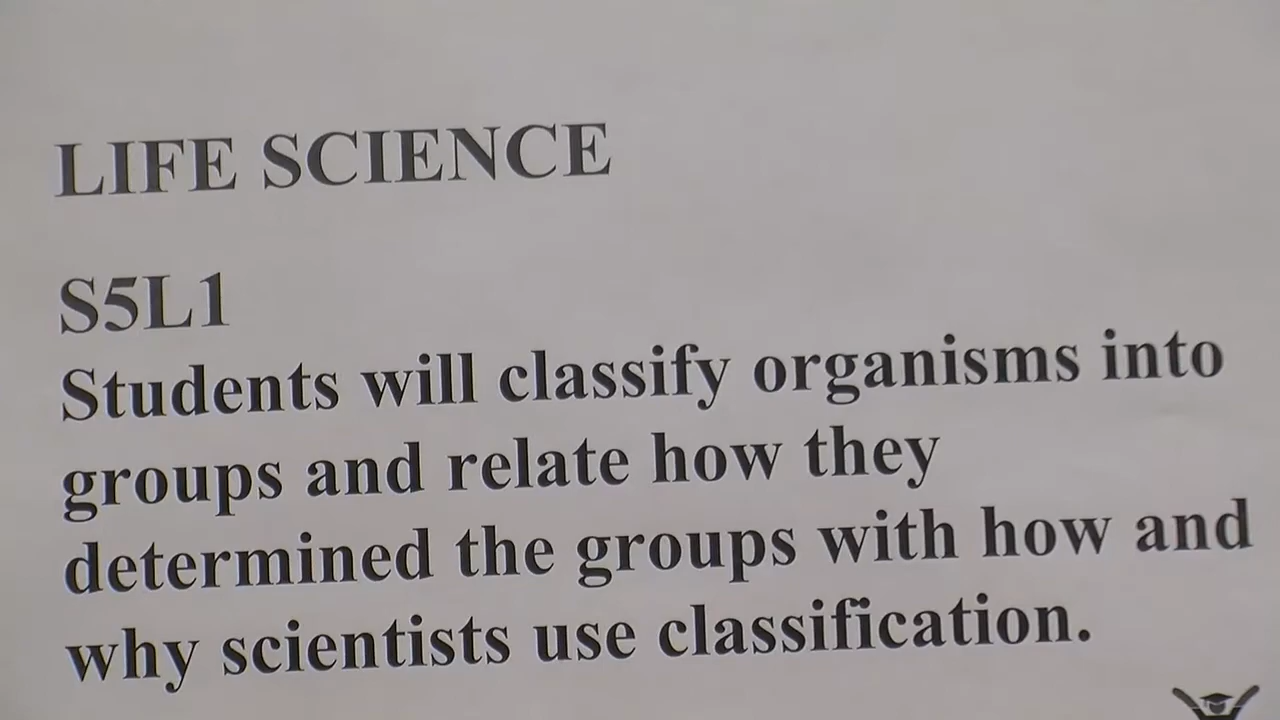 LIFE SCIENCE
S5L1
Students will classify organisms into
groups and relate how they
determined the groups with how and
why scientists use classification.